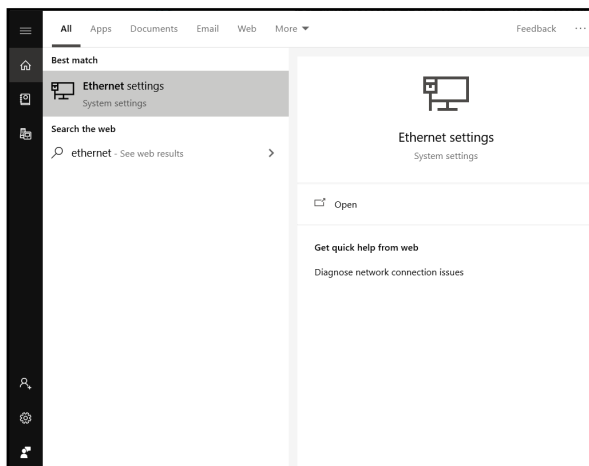 All Apps Documents Email Web More Feedback ...
Best match
Ethernet settings
System settings
Search the web
ethernet - See web results
Ethernet settings
System settings
Open
Get quick help from web
Diagnose network connection issues